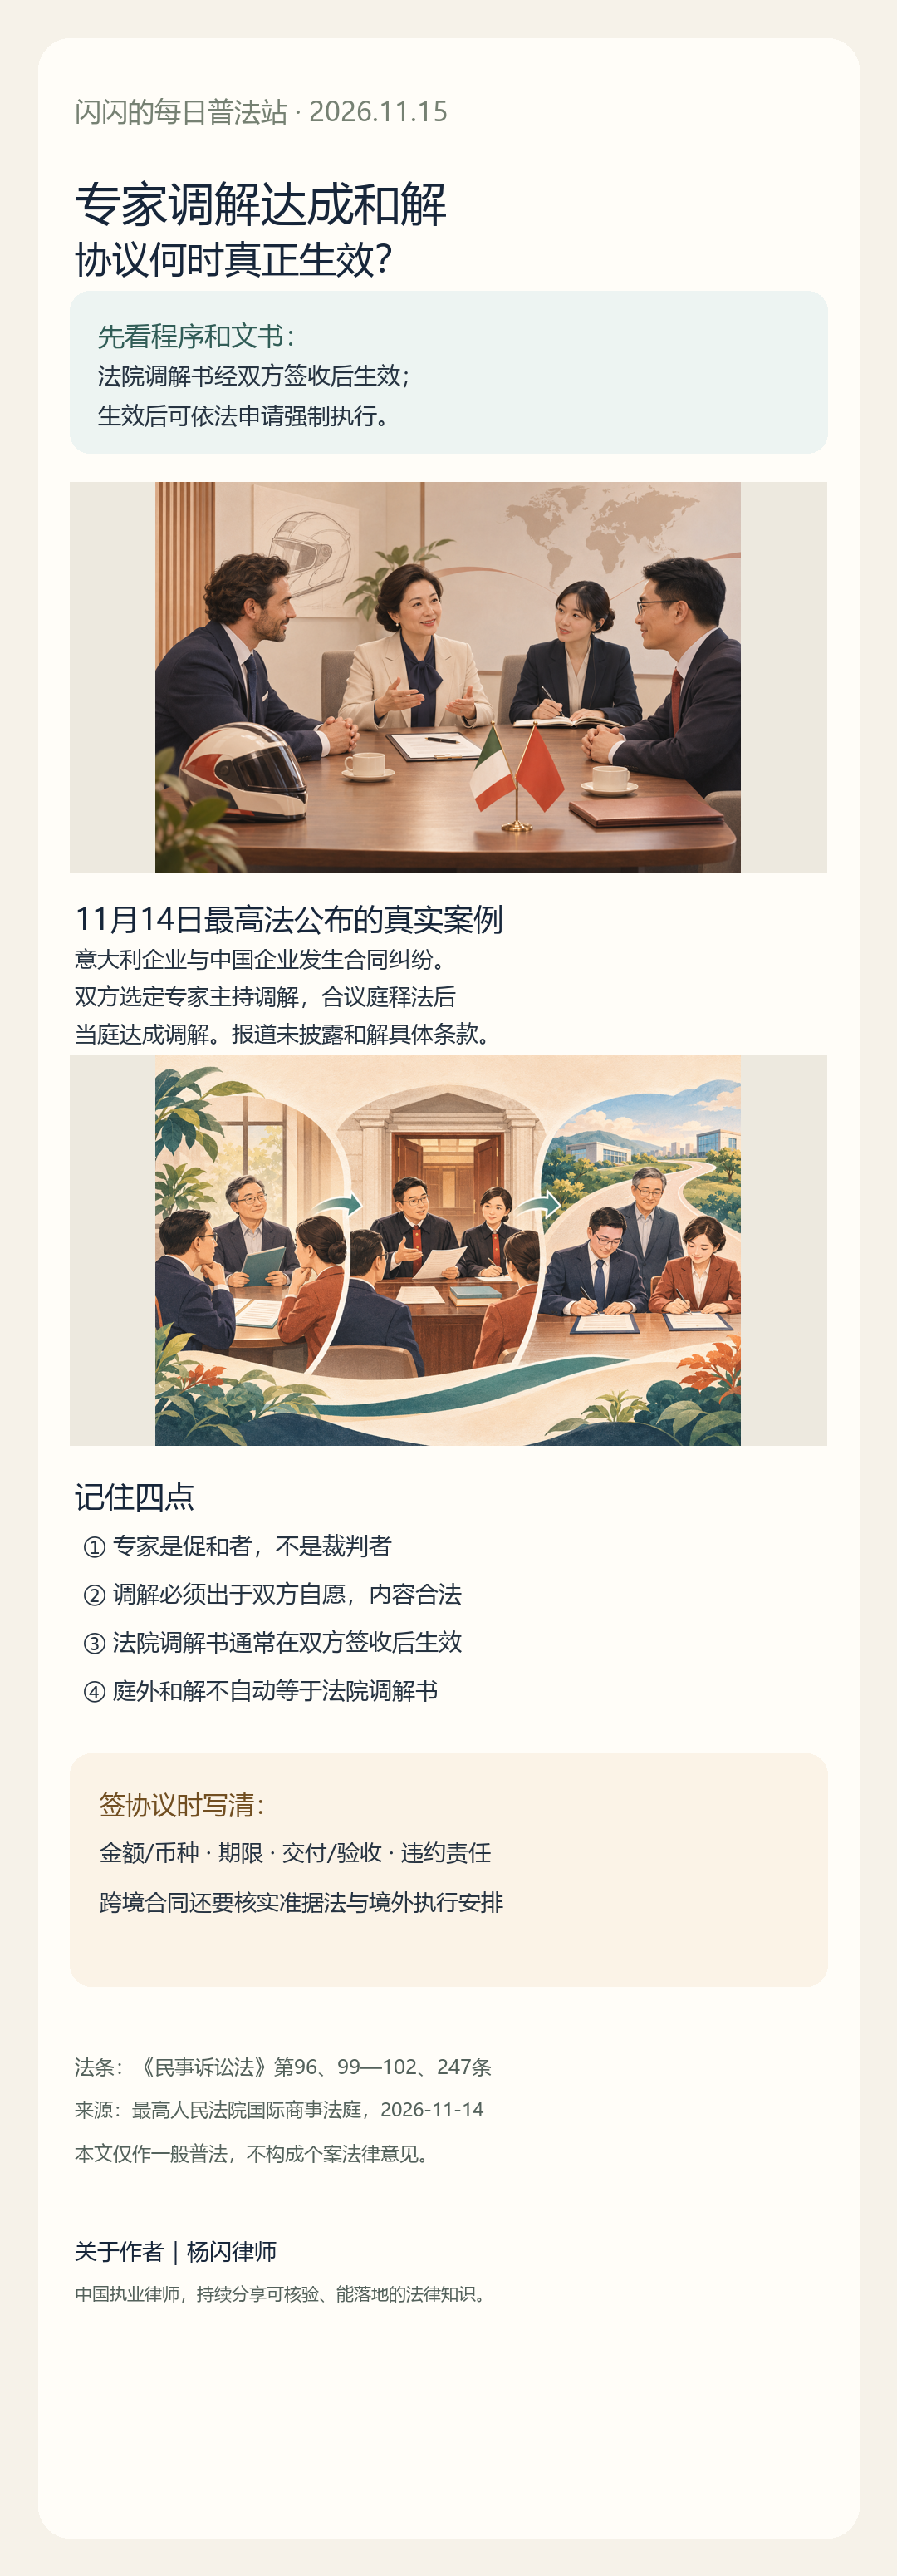 闪闪的每日普法站 · 2026.11.15
专家调解达成和解
协议何时真正生效？
先看程序和文书：
法院调解书经双方签收后生效；
生效后可依法申请强制执行。
11月14日最高法公布的真实案例
意大利企业与中国企业发生合同纠纷。
双方选定专家主持调解，合议庭释法后
当庭达成调解。报道未披露和解具体条款。
记住四点
① 专家是促和者，不是裁判者
② 调解必须出于双方自愿，内容合法
③ 法院调解书通常在双方签收后生效
④ 庭外和解不自动等于法院调解书
签协议时写清：
金额/币种 · 期限 · 交付/验收 · 违约责任
跨境合同还要核实准据法与境外执行安排
法条：《民事诉讼法》第96、99—102、247条
来源：最高人民法院国际商事法庭，2026-11-14
本文仅作一般普法，不构成个案法律意见。
关于作者｜杨闪律师
中国执业律师，持续分享可核验、能落地的法律知识。